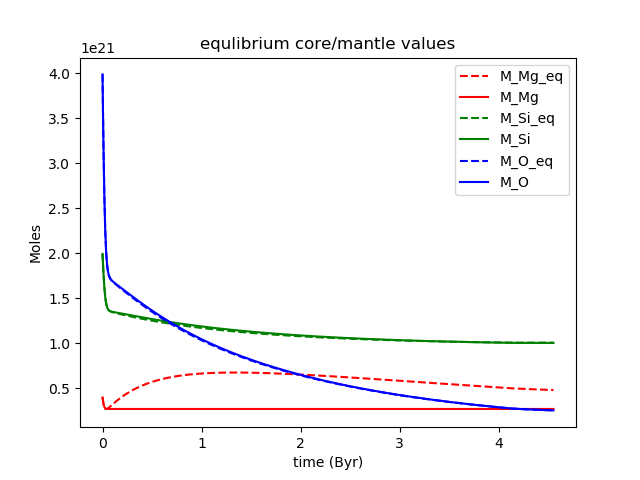 equlibrium core/mantle values
1e21
4.0
3.5
3.0
2.5
2.0
1.5
1.0
0.5
Moles
M_Mg_eq
M_Mg
M_Si_eq
M_Si
M_O_eq
M_O
0 1 2 3 4
time (Byr)